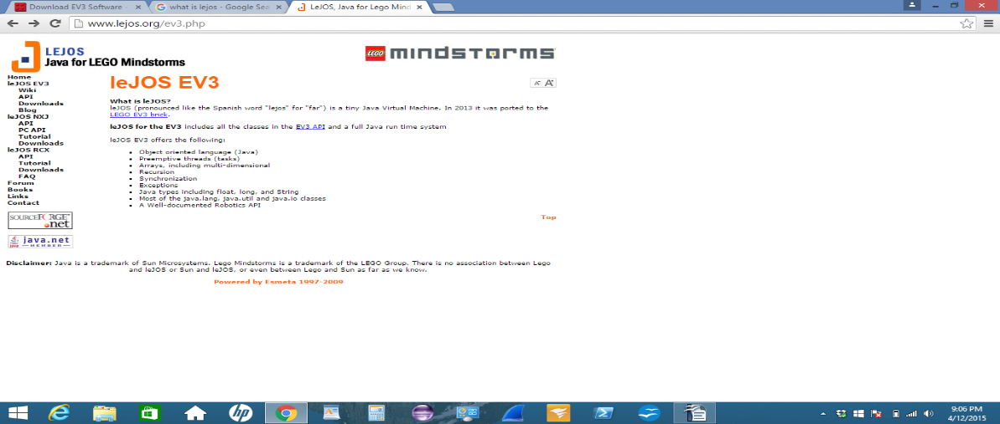 Download EV3 Software -
what is lejos - Google Sea
LeJOS, Java for Lego Mind
www.lejos.org/ev3.php
LEJOS
Java for LEGO Mindstorms
LEGO mindstorms
Home
leJOS EV3
Wiki
API
Downloads
Blog
leJOS NXJ
API
PC API
Tutorial
Downloads
leJOS RCX
API
Tutorial
Downloads
FAQ
Forum
Books
Links
Contact
SOURCEFORGE
.net
java.net
MEMBER
leJOS EV3
A A
What is leJOS?
leJOS (pronounced like the Spanish word "lejos" for "far") is a tiny Java Virtual Machine. In 2013 it was ported to the
LEGO EV3 brick.
leJOS for the EV3 includes all the classes in the EV3 API and a full Java run time system
leJOS EV3 offers the following:
Object oriented language (Java)
Preemptive threads (tasks)
Arrays, including multi-dimensional
Recursion
Synchronization
Exceptions
Java types including float, long, and String
Most of the java.lang, java.util and java.io classes
A Well-documented Robotics API
Top
Disclaimer: Java is a trademark of Sun Microsystems. Lego Mindstorms is a trademark of the LEGO Group. There is no association between Lego
and leJOS or Sun and leJOS, or even between Lego and Sun as far as we know.
Powered by Esmeta 1997-2009
hp
9:06 PM
4/12/2015